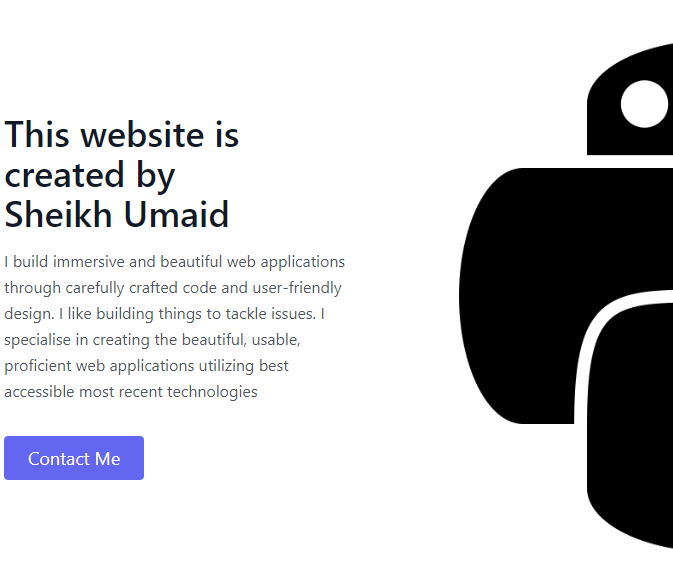 This website is
created by
Sheikh Umaid
I build immersive and beautiful web applications
through carefully crafted code and user-friendly
design. I like building things to tackle issues. I
specialise in creating the beautiful, usable,
proficient web applications utilizing best
accessible most recent technologies
Contact Me